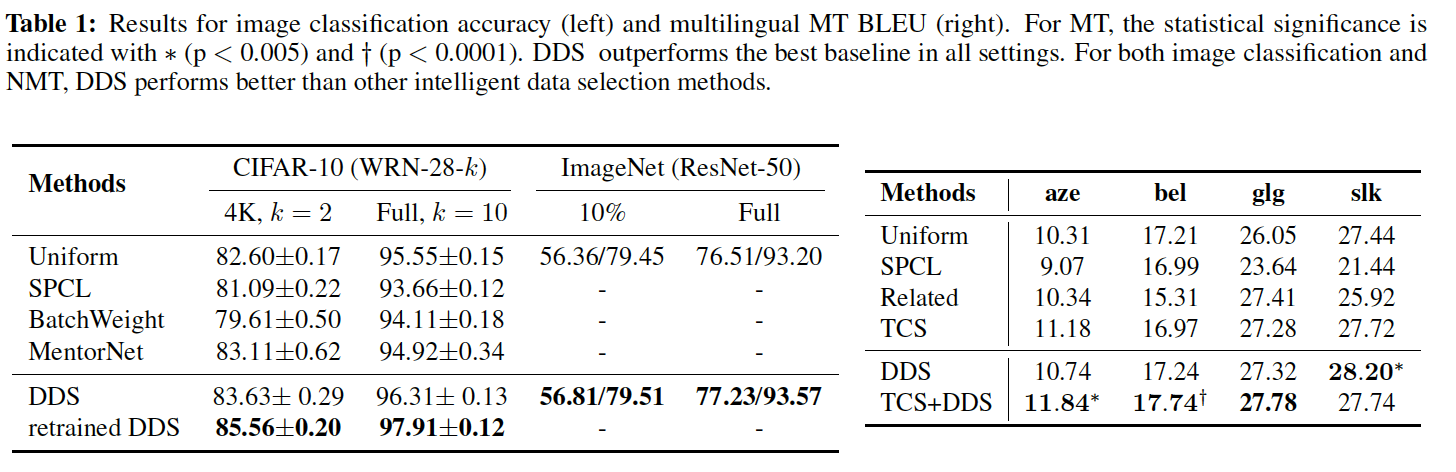 Table 1: Results for image classification accuracy (left) and multilingual MT BLEU (right). For MT, the statistical significance is
indicated with ∗ (p < 0.005) and † (p < 0.0001). DDS outperforms the best baseline in all settings. For both image classification and
NMT, DDS performs better than other intelligent data selection methods.
Methods CIFAR-10 (WRN-28-k) ImageNet (ResNet-50)
4K, k = 2 Full, k = 10 10% Full
Uniform 82.60±0.17 95.55±0.15 56.36/79.45 76.51/93.20
SPCL 81.09±0.22 93.66±0.12 - -
BatchWeight 79.61±0.50 94.11±0.18 - -
MentorNet 83.11±0.62 94.92±0.34 - -
DDS 83.63± 0.29 96.31± 0.13 56.81/79.51 77.23/93.57
retrained DDS 85.56±0.20 97.91±0.12 - -
Methods aze bel glg slk
Uniform 10.31 17.21 26.05 27.44
SPCL 9.07 16.99 23.64 21.44
Related 10.34 15.31 27.41 25.92
TCS 11.18 16.97 27.28 27.72
DDS 10.74 17.24 27.32 28.20∗
TCS+DDS 11.84∗ 17.74† 27.78 27.74